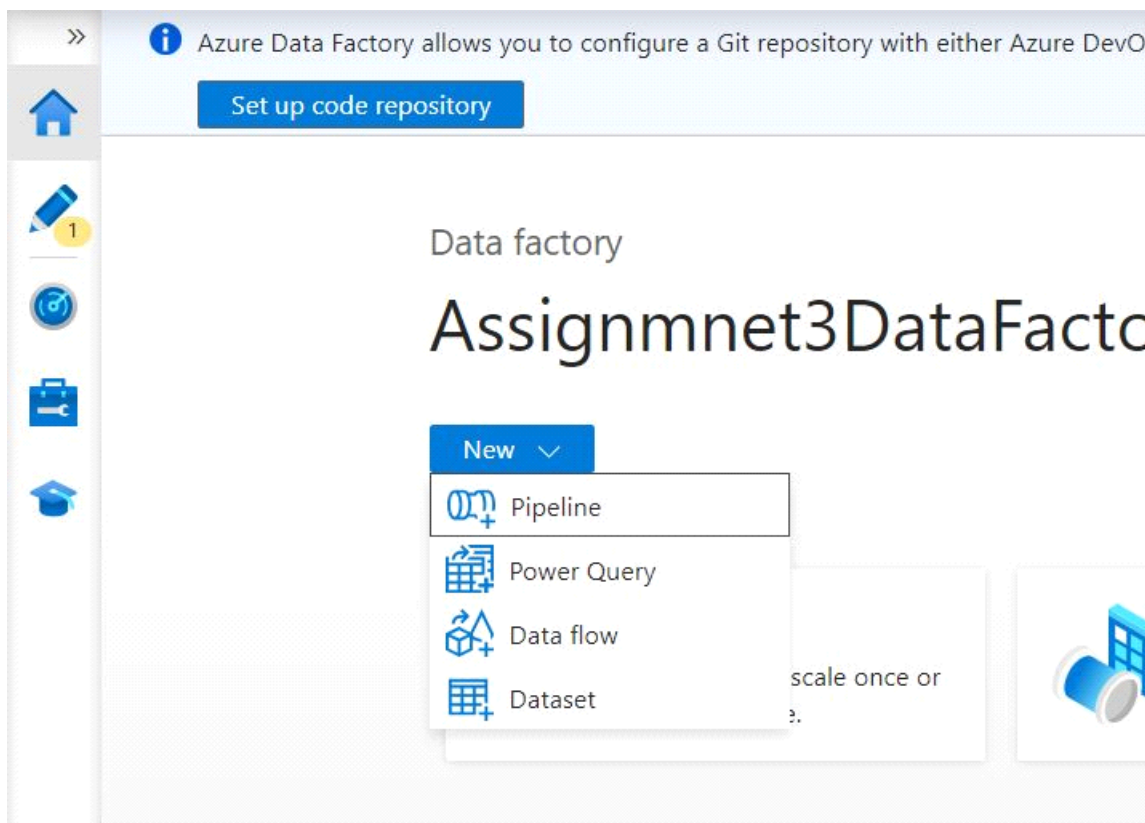 Azure Data Factory allows you to configure a Git repository with either Azure DevO
Set up code repository
1
Data factory
Assignmnet3DataFacto
New
Pipeline
Power Query
Data flow
Dataset
scale once or
e.